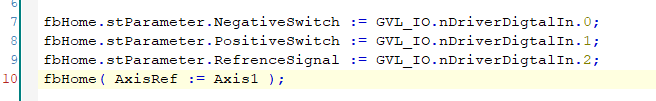 7 fbHome.stParameter.NegativeSwitch := GVL_IO.nDriverDigtalIn.0;
8 fbHome.stParameter.PositiveSwitch := GVL_IO.nDriverDigtalIn.1;
9 fbHome.stParameter.RefrenceSignal := GVL_IO.nDriverDigtalIn.2;
10 fbHome( AxisRef := Axis1 );